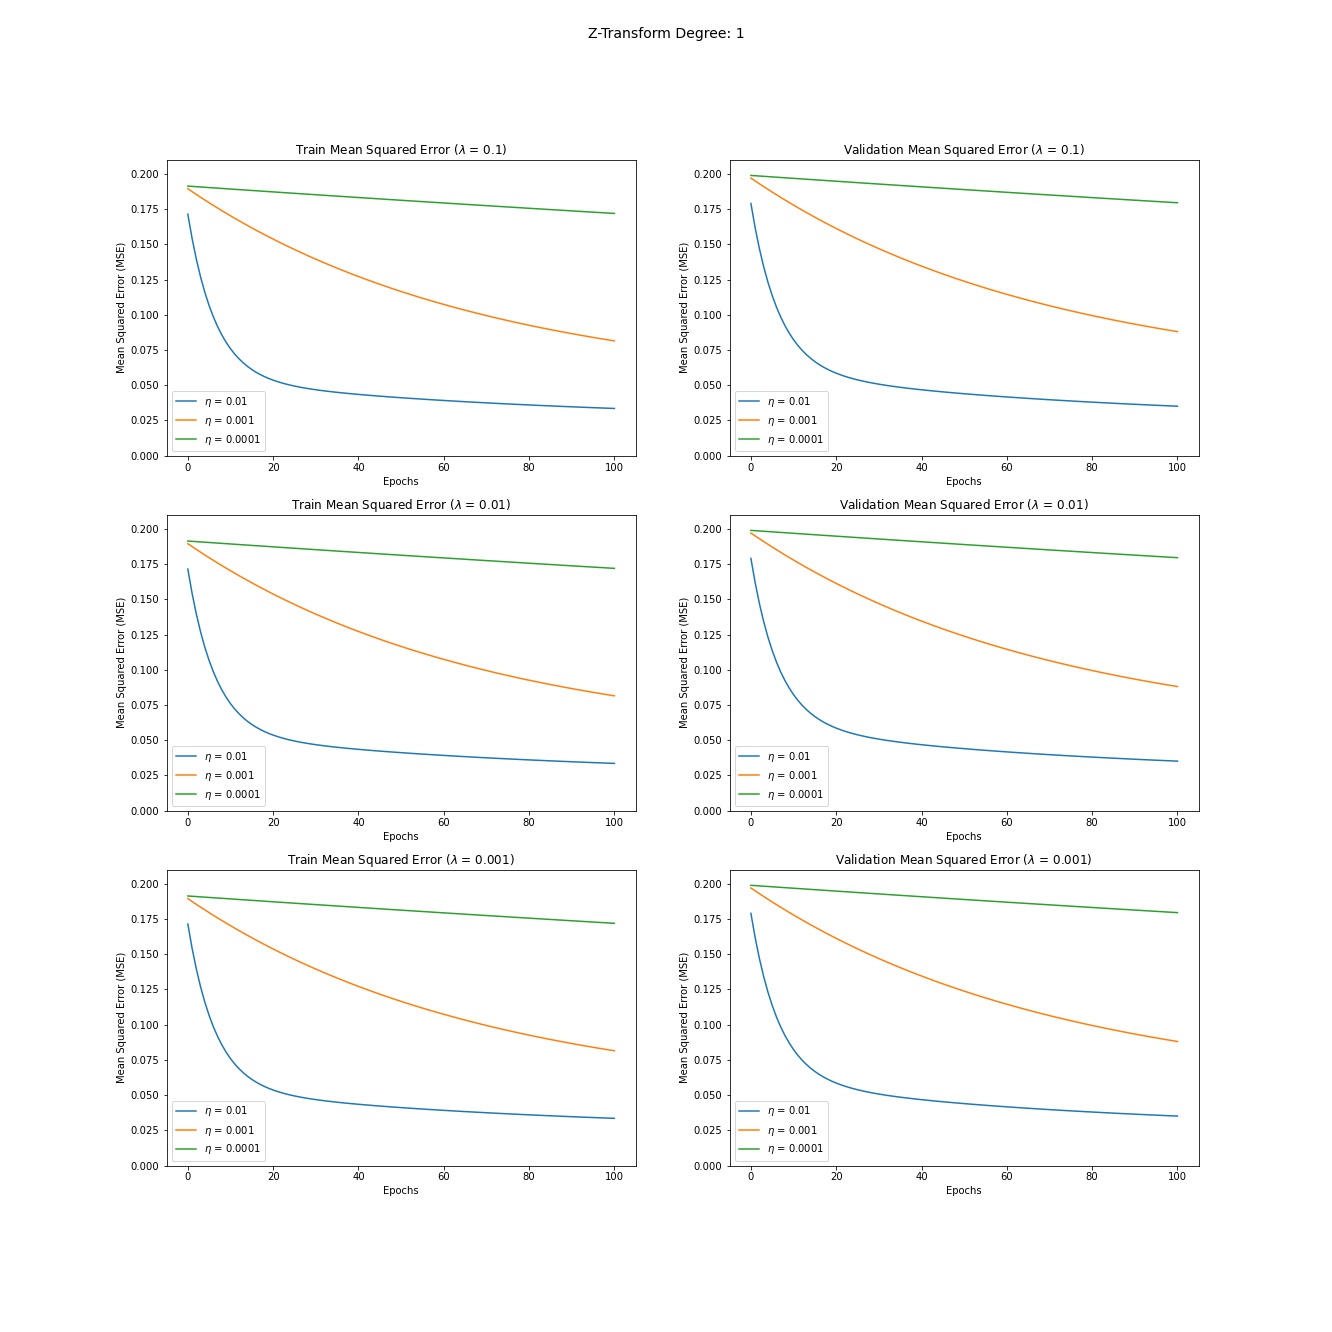 Z-Transform Degree: 1
Train Mean Squared Error (λ = 0.1)
Mean Squared Error (MSE)
0.200
0.175
0.150
0.125
0.100
0.075
0.050
0.025
0.000
η = 0.01
η = 0.001
η = 0.0001
0 20 40 60 80 100
Epochs
Validation Mean Squared Error (λ = 0.1)
Mean Squared Error (MSE)
0.200
0.175
0.150
0.125
0.100
0.075
0.050
0.025
0.000
η = 0.01
η = 0.001
η = 0.0001
0 20 40 60 80 100
Epochs
Train Mean Squared Error (λ = 0.01)
Mean Squared Error (MSE)
0.200
0.175
0.150
0.125
0.100
0.075
0.050
0.025
0.000
η = 0.01
η = 0.001
η = 0.0001
0 20 40 60 80 100
Epochs
Validation Mean Squared Error (λ = 0.01)
Mean Squared Error (MSE)
0.200
0.175
0.150
0.125
0.100
0.075
0.050
0.025
0.000
η = 0.01
η = 0.001
η = 0.0001
0 20 40 60 80 100
Epochs
Train Mean Squared Error (λ = 0.001)
Mean Squared Error (MSE)
0.200
0.175
0.150
0.125
0.100
0.075
0.050
0.025
0.000
η = 0.01
η = 0.001
η = 0.0001
0 20 40 60 80 100
Epochs
Validation Mean Squared Error (λ = 0.001)
Mean Squared Error (MSE)
0.200
0.175
0.150
0.125
0.100
0.075
0.050
0.025
0.000
η = 0.01
η = 0.001
η = 0.0001
0 20 40 60 80 100
Epochs